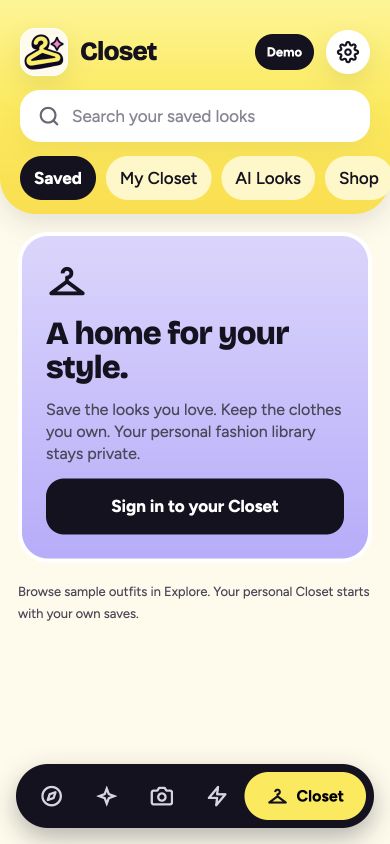 Closet
Demo
Search your saved looks
Saved
My Closet
AI Looks
Shop
A home for your
style.
Save the looks you love. Keep the clothes
you own. Your personal fashion library
stays private.
Sign in to your Closet
Browse sample outfits in Explore. Your personal Closet starts
with your own saves.
Closet